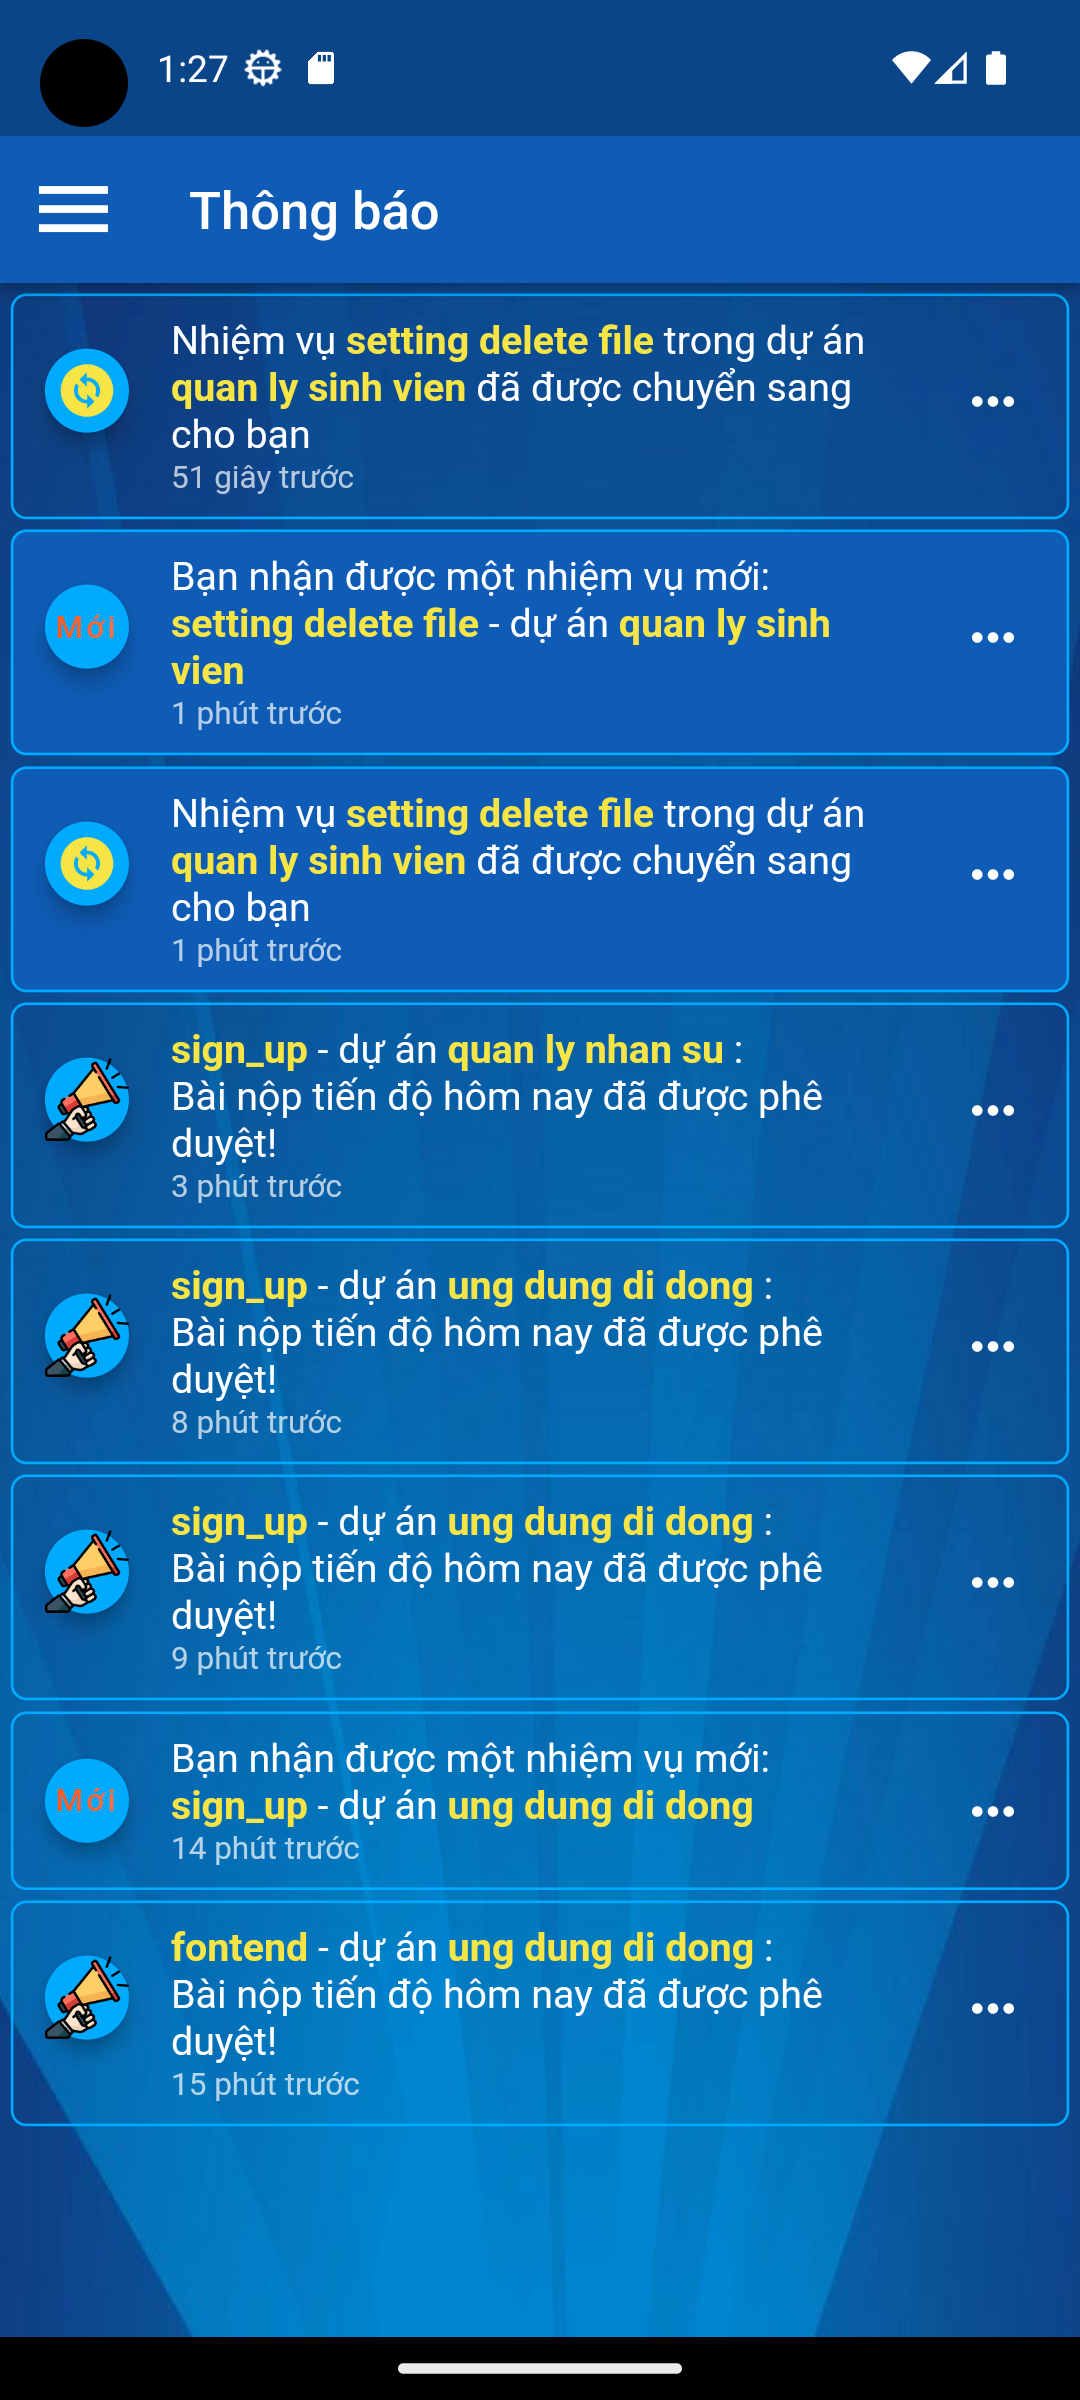 1:27
Thông báo
Nhiệm vụ setting delete file trong dự án
quan ly sinh vien đã được chuyển sang
cho bạn
51 giây trước
Mới
Bạn nhận được một nhiệm vụ mới:
setting delete file - dự án quan ly sinh
vien
1 phút trước
Nhiệm vụ setting delete file trong dự án
quan ly sinh vien đã được chuyển sang
cho bạn
1 phút trước
sign_up - dự án quan ly nhan su :
Bài nộp tiến độ hôm nay đã được phê
duyệt!
3 phút trước
sign_up - dự án ung dung di dong :
Bài nộp tiến độ hôm nay đã được phê
duyệt!
8 phút trước
sign_up - dự án ung dung di dong :
Bài nộp tiến độ hôm nay đã được phê
duyệt!
9 phút trước
Mới
Bạn nhận được một nhiệm vụ mới:
sign_up - dự án ung dung di dong
14 phút trước
fontend - dự án ung dung di dong :
Bài nộp tiến độ hôm nay đã được phê
duyệt!
15 phút trước